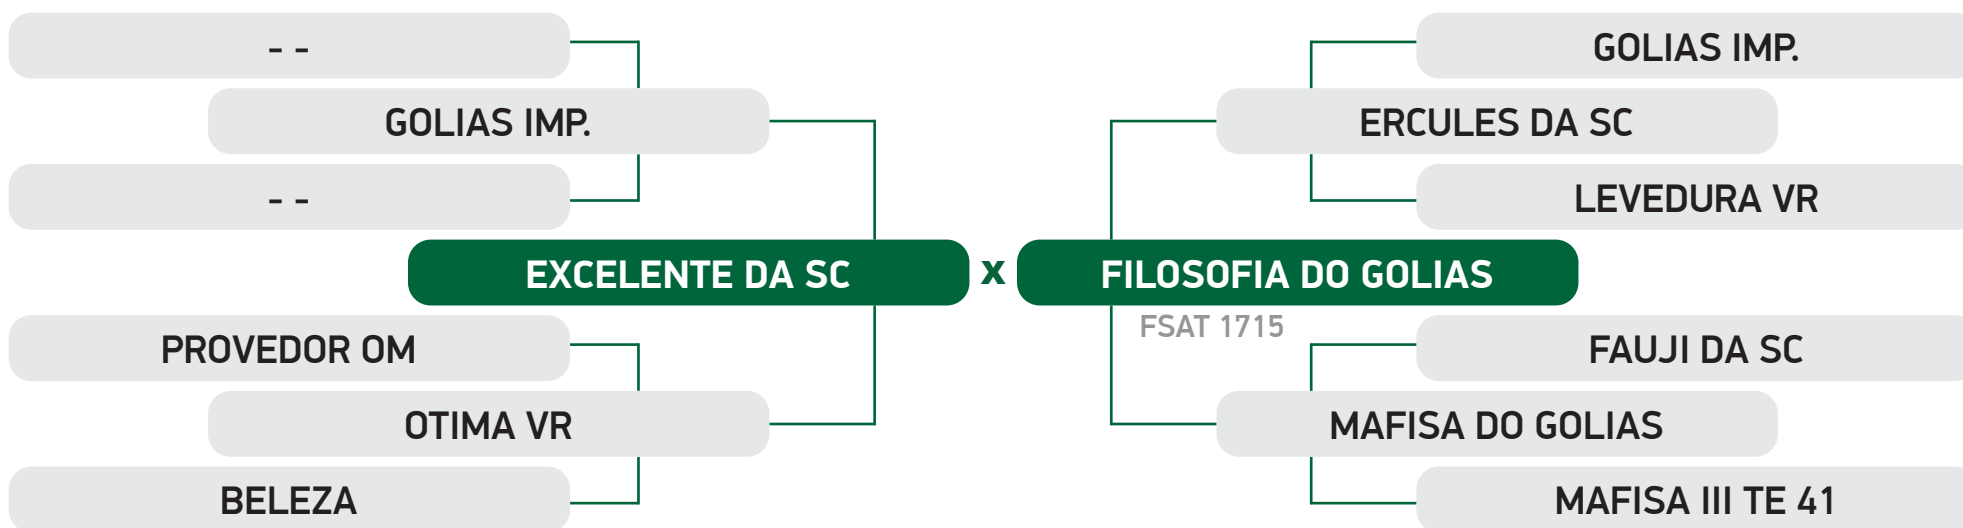 - -
GOLIAS IMP.
- -
EXCELENTE DA SC
PROVEDOR OM
OTIMA VR
BELEZA
x
GOLIAS IMP.
ERCULES DA SC
LEVEDURA VR
FILOSOFIA DO GOLIAS
FSAT 1715
FAUJI DA SC
MAFISA DO GOLIAS
MAFISA III TE 41